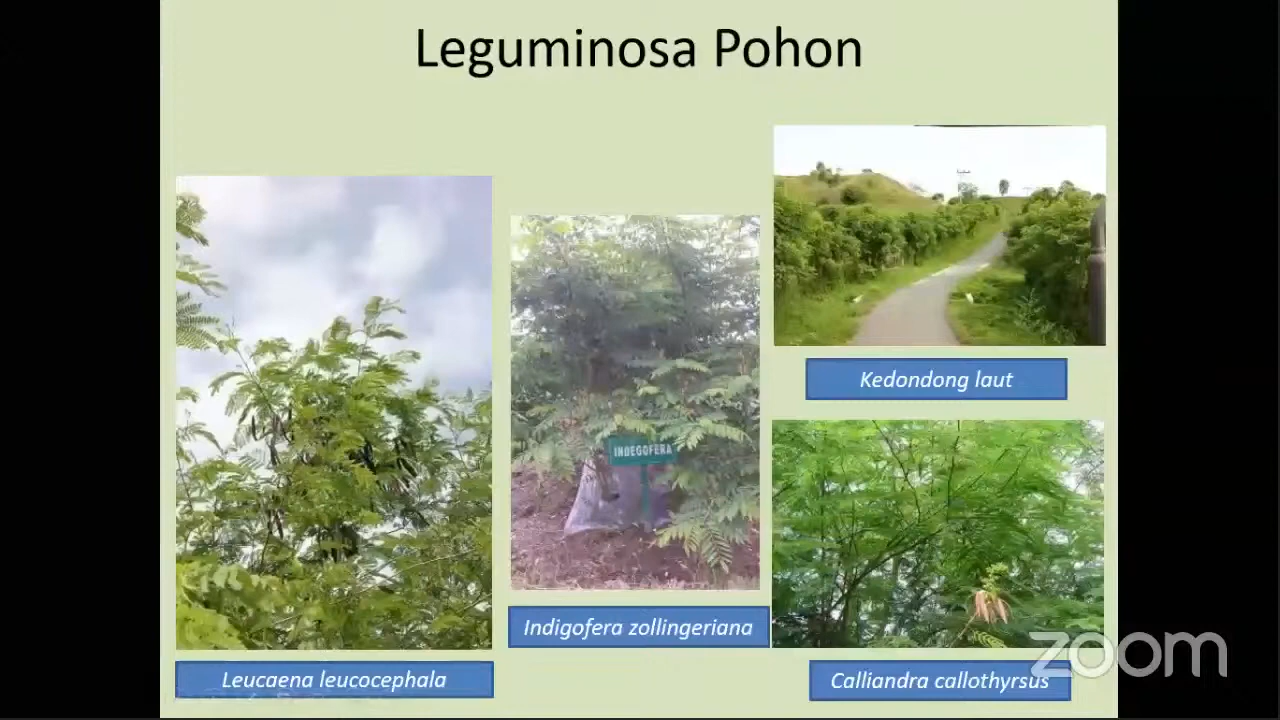 Leguminosa Pohon
Kedondong laut
INDEGOFERA
Indigofera zollingeriana
Leucaena leucocephala
Calliandra callothyrsus
zoom